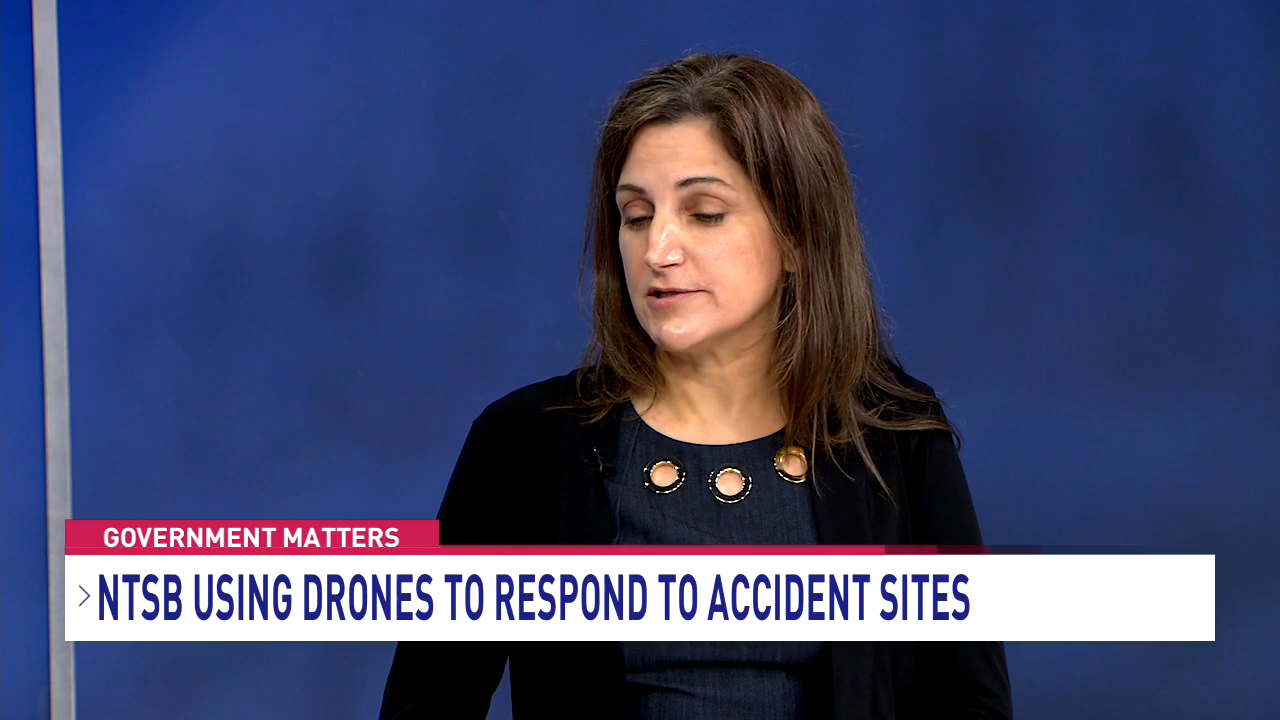 GOVERNMENT MATTERS
NTSB USING DRONES TO RESPOND TO ACCIDENT SITES